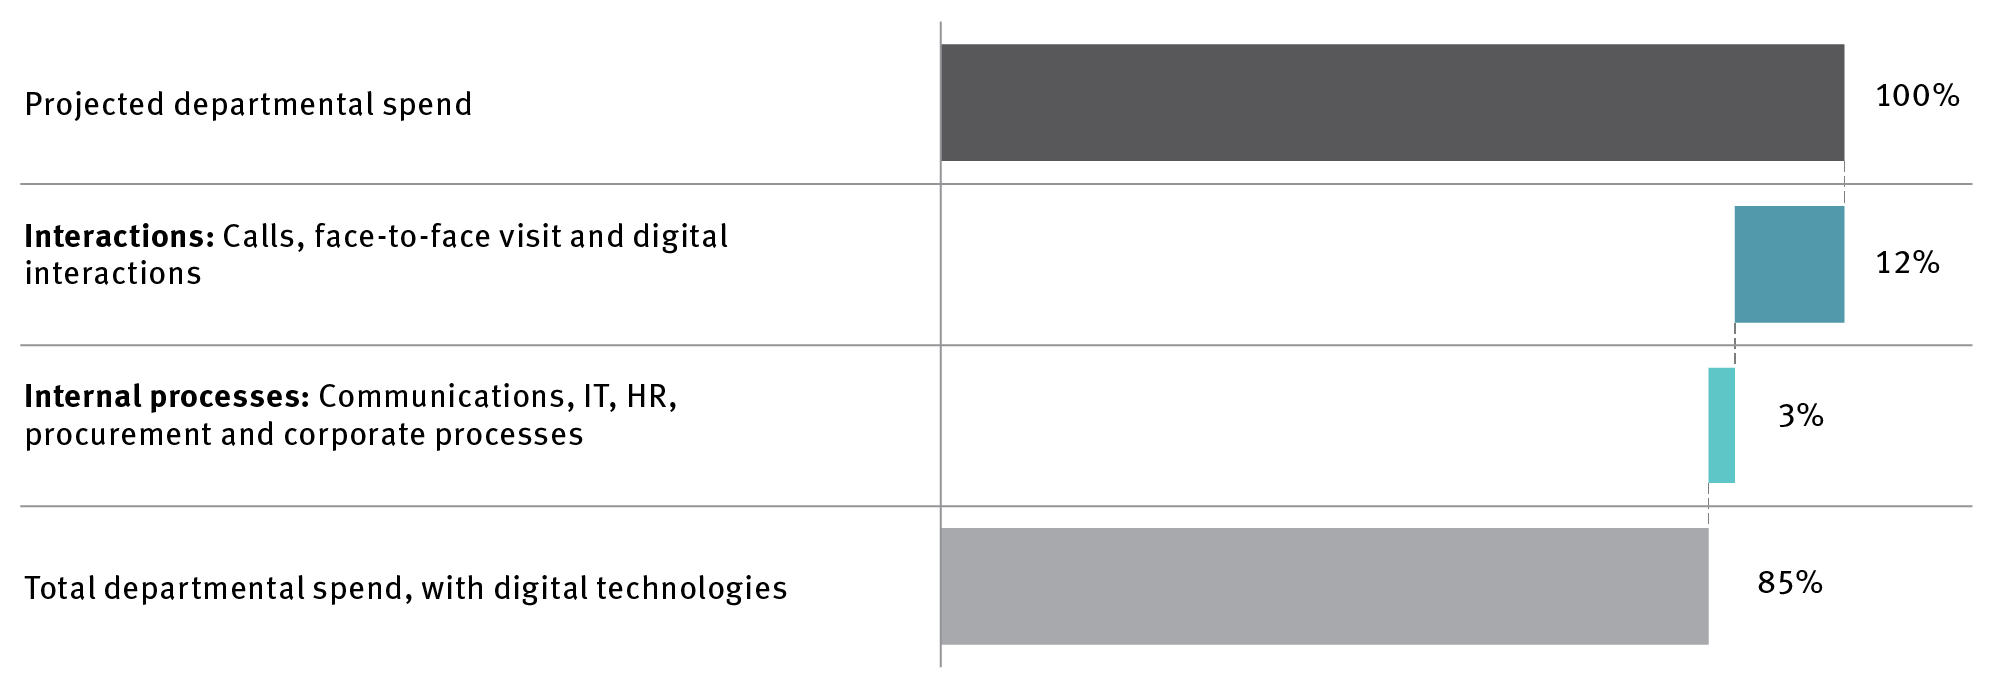 Projected departmental spend
100%
Interactions: Calls, face-to-face visit and digital
interactions
12%
Internal processes: Communications, IT, HR,
procurement and corporate processes
3%
Total departmental spend, with digital technologies
85%